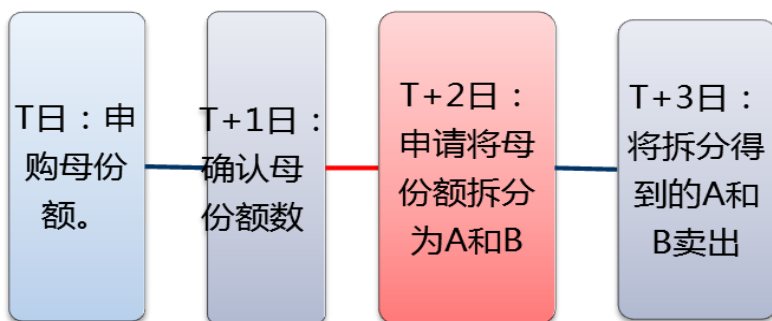 T日：申
购母份
额。
T+1日：
确认母
份额数
T+2日：
申请将母
份额拆分
为A和B
T+3日：
将拆分得
到的A和
B卖出